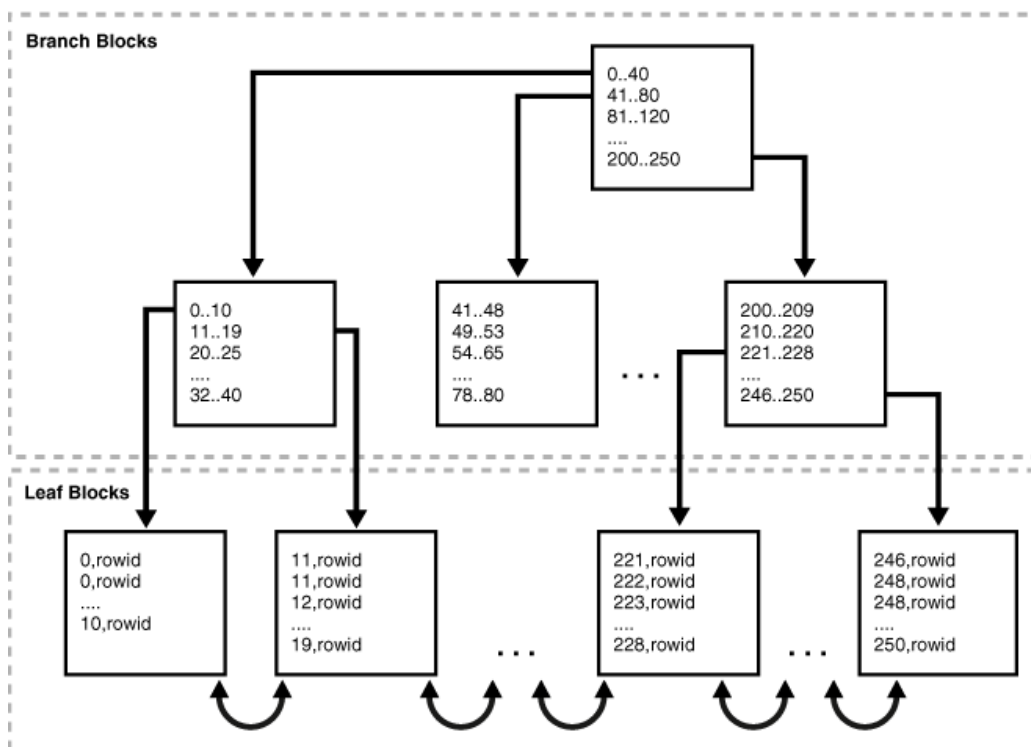 Branch Blocks
0..40
41..80
81..120
....
200..250
0..10
11..19
20..25
....
32..40
41..48
49..53
54..65
....
78..80
...
200..209
210..220
221..228
....
246..250
Leaf Blocks
0,rowid
0,rowid
....
10,rowid
11,rowid
11,rowid
12,rowid
....
19,rowid
...
221,rowid
222,rowid
223,rowid
....
228,rowid
...
246,rowid
248,rowid
248,rowid
....
250,rowid